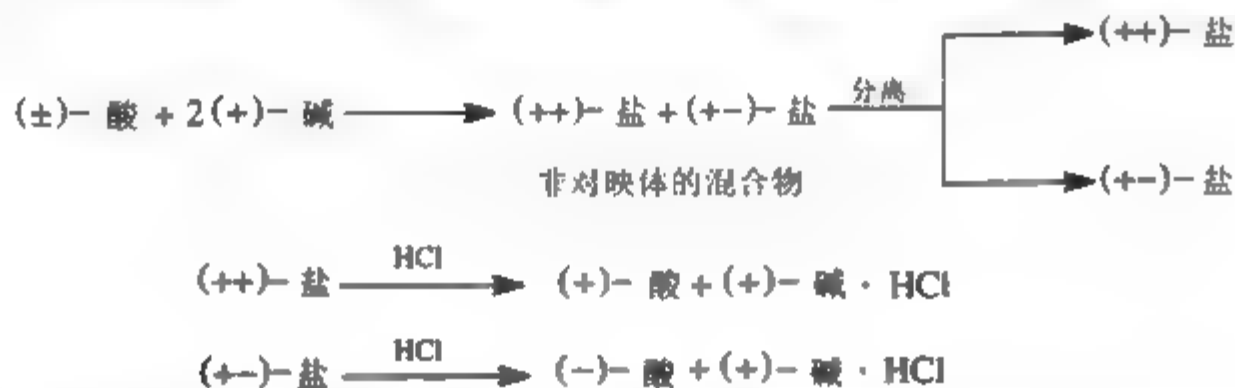 (++)- 盐
(±)- 酸 + 2(+)- 碱 ⟶ (++)- 盐 + (+-)- 盐 分离
非对映体的混合物
(+-)- 盐
(++)- 盐 HCl ⟶ (+)- 酸 + (+)- 碱 · HCl
(+-)- 盐 HCl ⟶ (-)- 酸 + (+)- 碱 · HCl